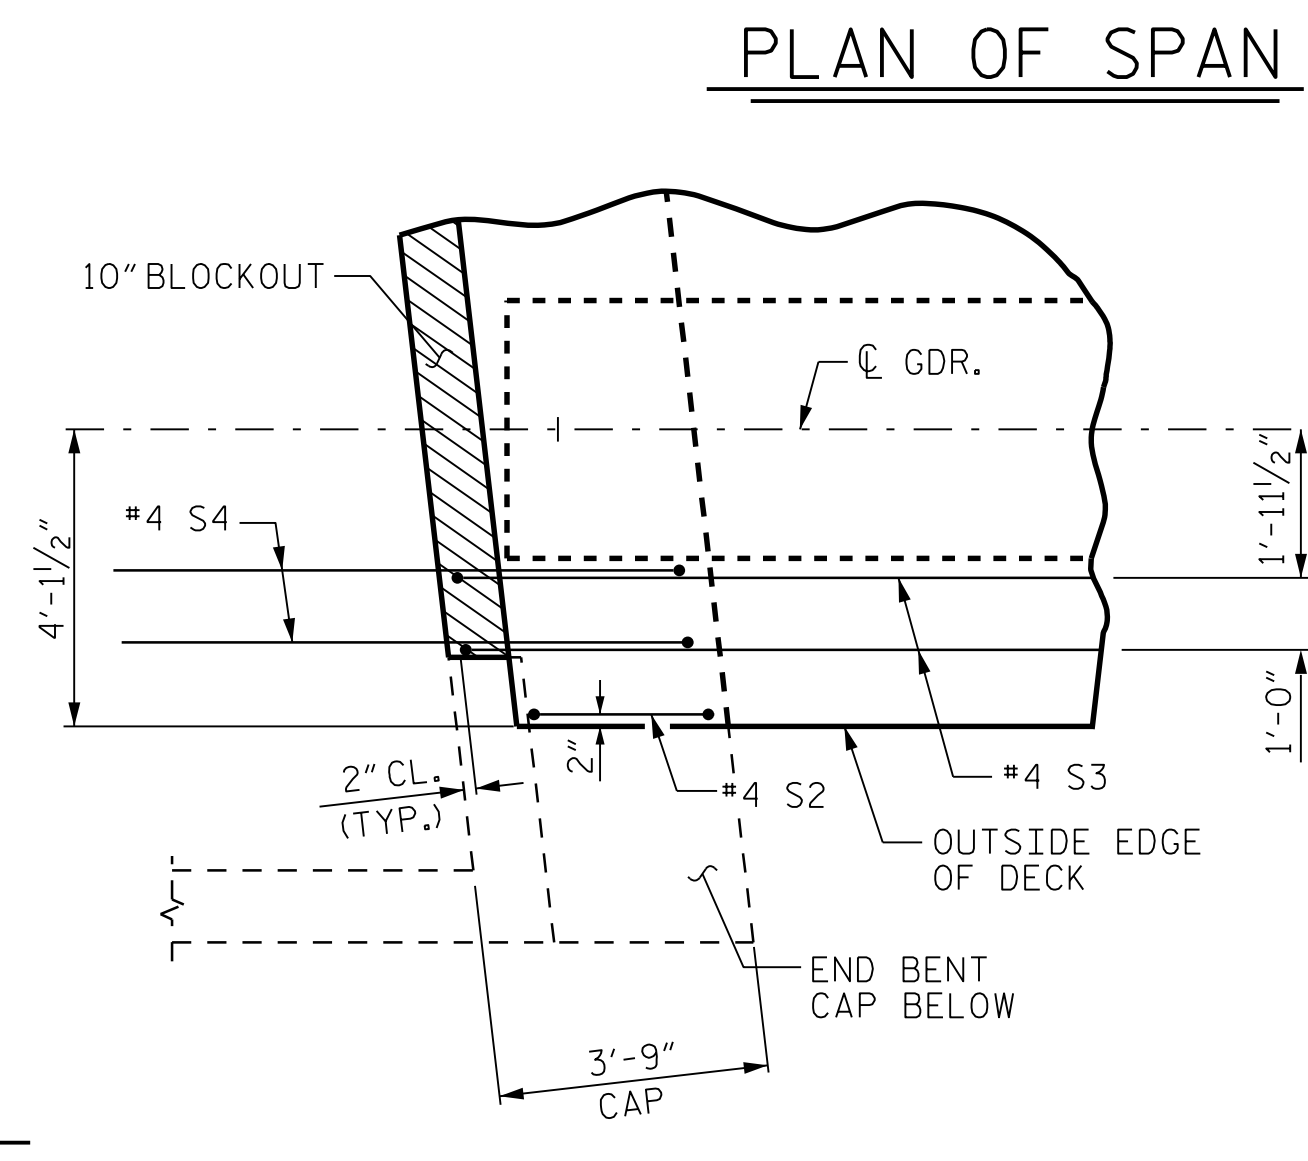 PLAN OF SPAN
10" BLOCKOUT
℄ GDR.
#4 S4
4'-1½"
1'-11½"
1'-0"
2"
2" CL.
(TYP.)
#4 S2
#4 S3
OUTSIDE EDGE
OF DECK
END BENT
CAP BELOW
3'-9"
CAP